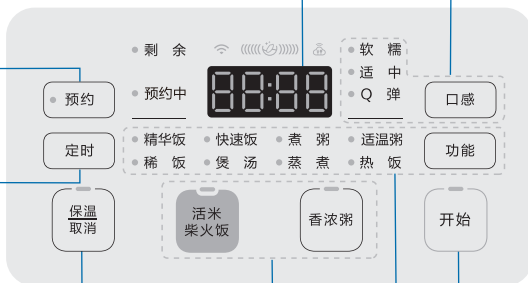 剩 余
软 糯
适 中
Q 弹
预约
预约中
88:88
口感
定时
精华饭 快速饭 煮 粥 适温粥
稀 饭 煲 汤 蒸 煮 热 饭
功能
保温
取消
活米
柴火饭
香浓粥
开始